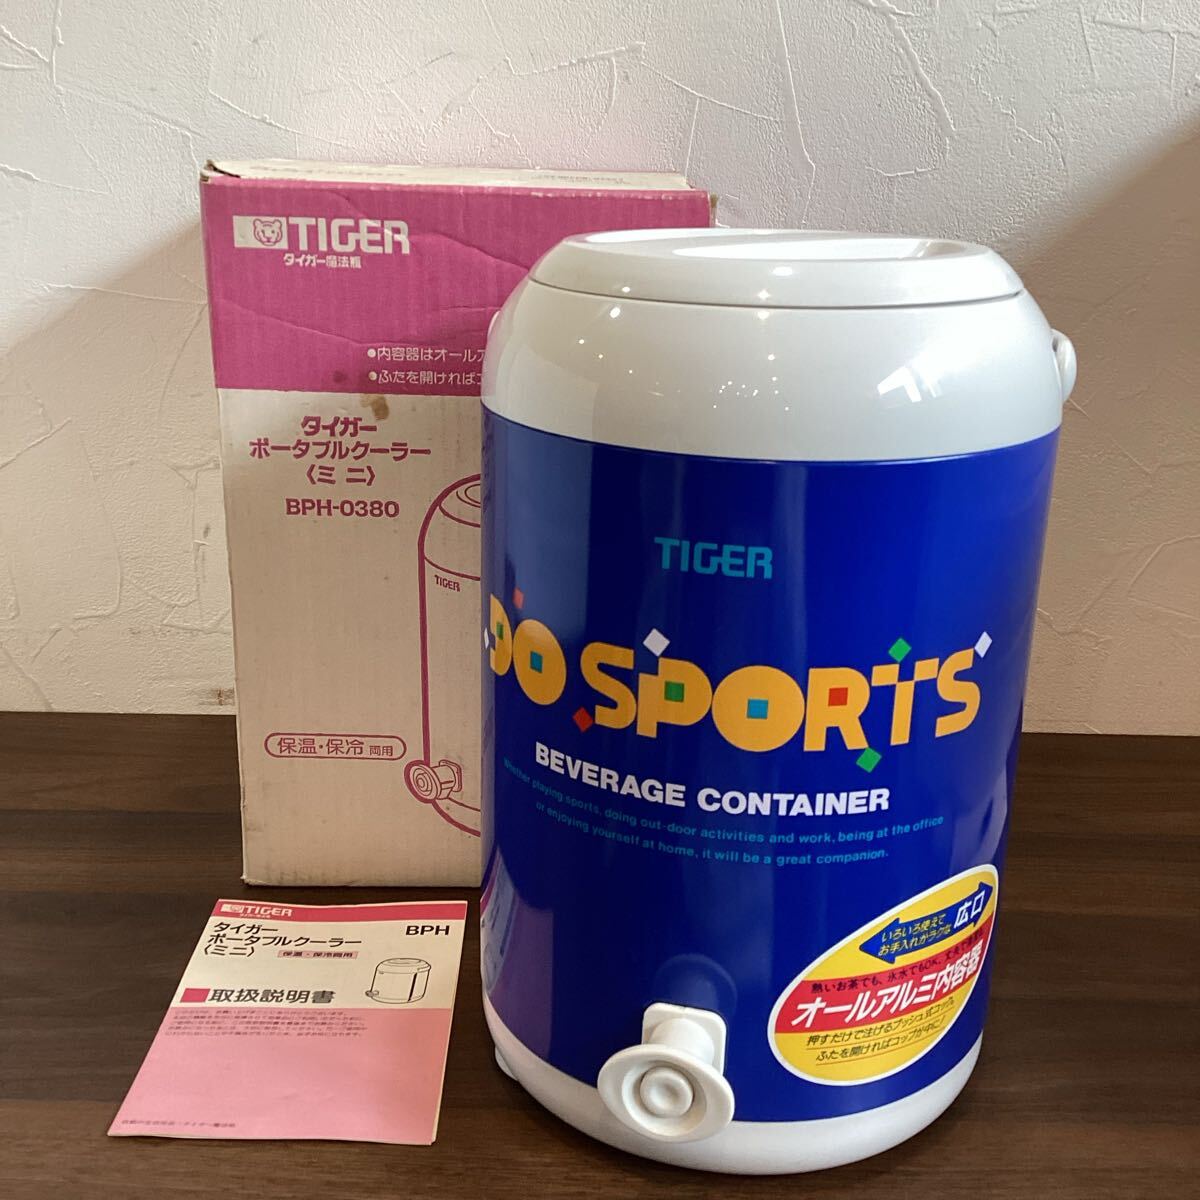 TIGER
タイガー魔法瓶
●内容器はオールア
●ふたを開ければコ
タイガー
ポータブルクーラー
〈ミニ〉
BPH-0380
TIGER
保温・保冷 両用
TIGER
DO SPORTS
BEVERAGE CONTAINER
Whether playing sports, doing out-door activities and work, being at the office
or enjoying yourself at home, it will be a great companion.
いろいろ使えて
お手入れがラクな
広口
熱いお茶でも、氷水でもOK、
オールアルミ内容器
押すだけで注げるプッシュ式コック。
ふたを開ければコップが中に!
TIGER
タイガー魔法瓶
タイガー
ポータブルクーラー
〈ミニ〉
保温・保冷両用
BPH
取扱説明書